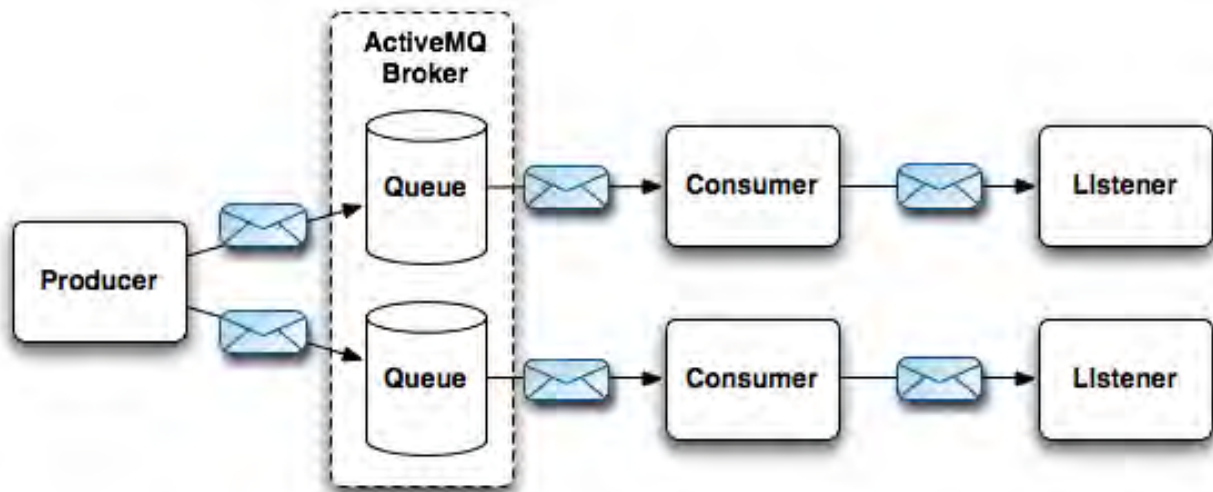 ActiveMQ
Broker
Queue
Consumer
LIstener
Producer
Queue
Consumer
LIstener